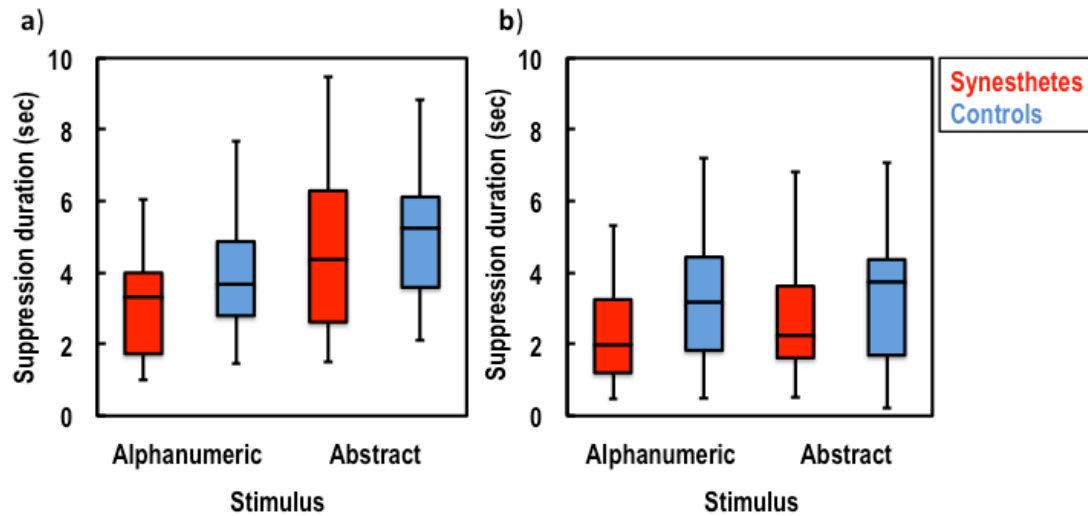 a)
Suppression duration (sec)
10
8
6
4
2
0
Alphanumeric
Abstract
Stimulus
b)
Suppression duration (sec)
10
8
6
4
2
0
Alphanumeric
Abstract
Stimulus
Synesthetes
Controls